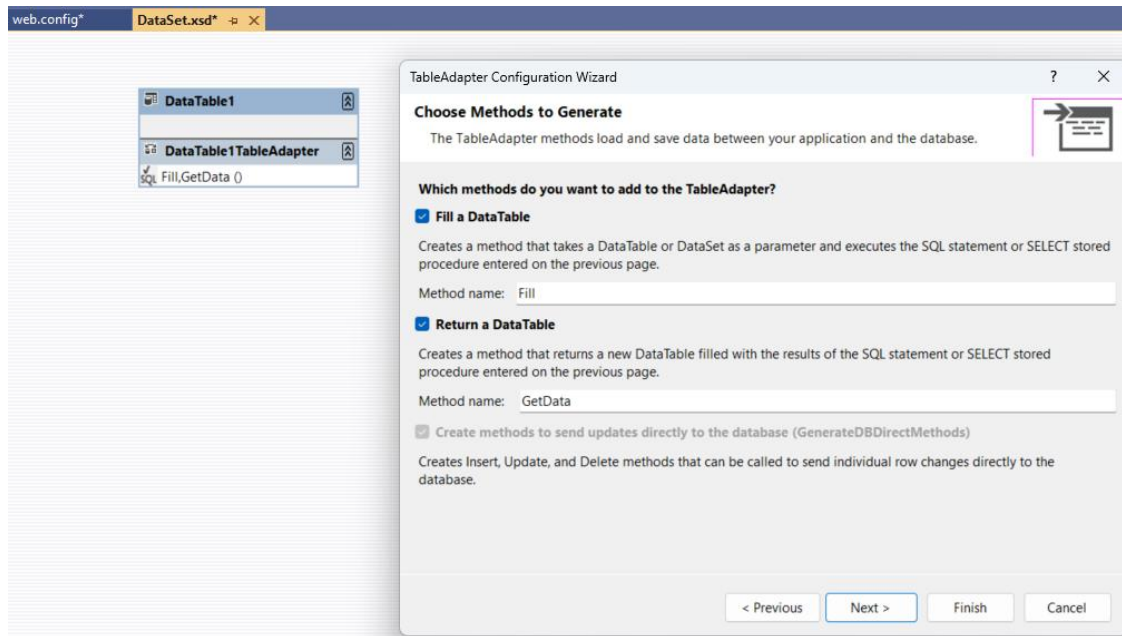 web.config*
DataSet.xsd*
DataTable1
DataTable1TableAdapter
SQL Fill,GetData ()
TableAdapter Configuration Wizard
Choose Methods to Generate
The TableAdapter methods load and save data between your application and the database.
Which methods do you want to add to the TableAdapter?
Fill a DataTable
Creates a method that takes a DataTable or DataSet as a parameter and executes the SQL statement or SELECT stored
procedure entered on the previous page.
Method name: Fill
Return a DataTable
Creates a method that returns a new DataTable filled with the results of the SQL statement or SELECT stored
procedure entered on the previous page.
Method name: GetData
Create methods to send updates directly to the database (GenerateDBDirectMethods)
Creates Insert, Update, and Delete methods that can be called to send individual row changes directly to the
database.
< Previous Next > Finish Cancel